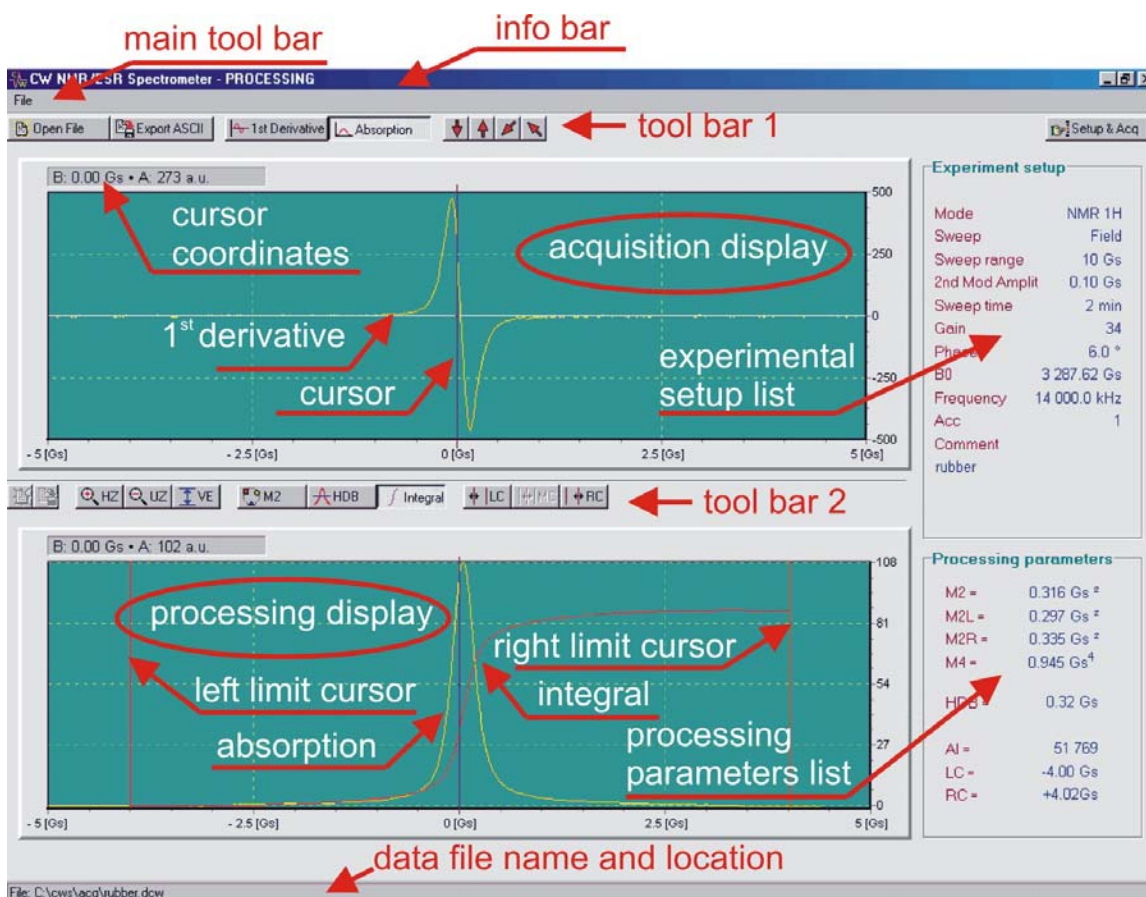 main tool bar
info bar
CW NMR/ESR Spectrometer - PROCESSING
File
Open File Export ASCII 1st Derivative Absorption
tool bar 1
Setup & Acq
B: 0.00 Gs • A: 273 a.u.
cursor
coordinates
acquisition display
1st derivative
cursor
experimental
setup list
500
250
0
-250
-500
- 5 [Gs] - 2.5 [Gs] 0 [Gs] 2.5 [Gs] 5 [Gs]
Experiment setup
Mode NMR 1H
Sweep Field
Sweep range 10 Gs
2nd Mod Amplit 0.10 Gs
Sweep time 2 min
Gain 34
Phase 6.0 °
B0 3 287.62 Gs
Frequency 14 000.0 kHz
Acc 1
Comment
rubber
HZ UZ VE M2 HDB Integral LC MC RC
tool bar 2
B: 0.00 Gs • A: 102 a.u.
processing display
left limit cursor
absorption
right limit cursor
integral
processing
parameters list
108
81
54
27
0
- 5 [Gs] - 2.5 [Gs] 0 [Gs] 2.5 [Gs] 5 [Gs]
Processing parameters
M2 = 0.316 Gs ²
M2L = 0.297 Gs ²
M2R = 0.335 Gs ²
M4 = 0.945 Gs⁴
HDB = 0.32 Gs
AI = 51 769
LC = -4.00 Gs
RC = +4.02Gs
data file name and location
File: C:\cws\acq\rubber.dcw